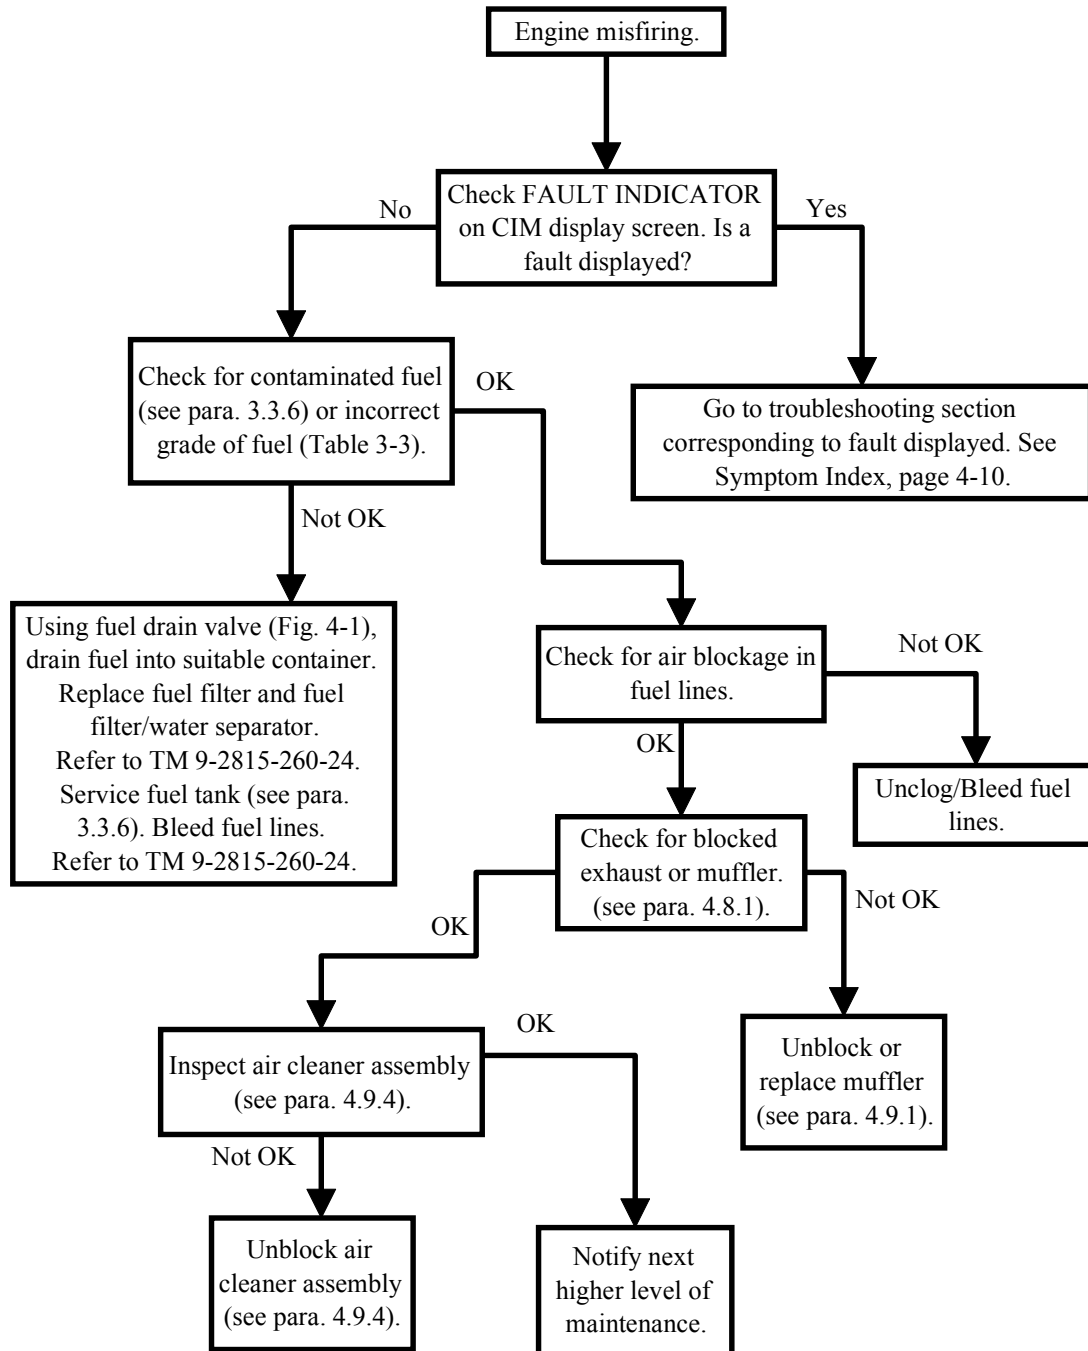 Engine misfiring.
Check FAULT INDICATOR
on CIM display screen. Is a
fault displayed?
No
Yes
Check for contaminated fuel
(see para. 3.3.6) or incorrect
grade of fuel (Table 3-3).
OK
Go to troubleshooting section
corresponding to fault displayed. See
Symptom Index, page 4-10.
Not OK
Using fuel drain valve (Fig. 4-1),
drain fuel into suitable container.
Replace fuel filter and fuel
filter/water separator.
Refer to TM 9-2815-260-24.
Service fuel tank (see para.
3.3.6). Bleed fuel lines.
Refer to TM 9-2815-260-24.
Check for air blockage in
fuel lines.
Not OK
OK
Unclog/Bleed fuel
lines.
Check for blocked
exhaust or muffler.
(see para. 4.8.1).
Not OK
OK
Unblock or
replace muffler
(see para. 4.9.1).
Inspect air cleaner assembly
(see para. 4.9.4).
OK
Not OK
Unblock air
cleaner assembly
(see para. 4.9.4).
Notify next
higher level of
maintenance.